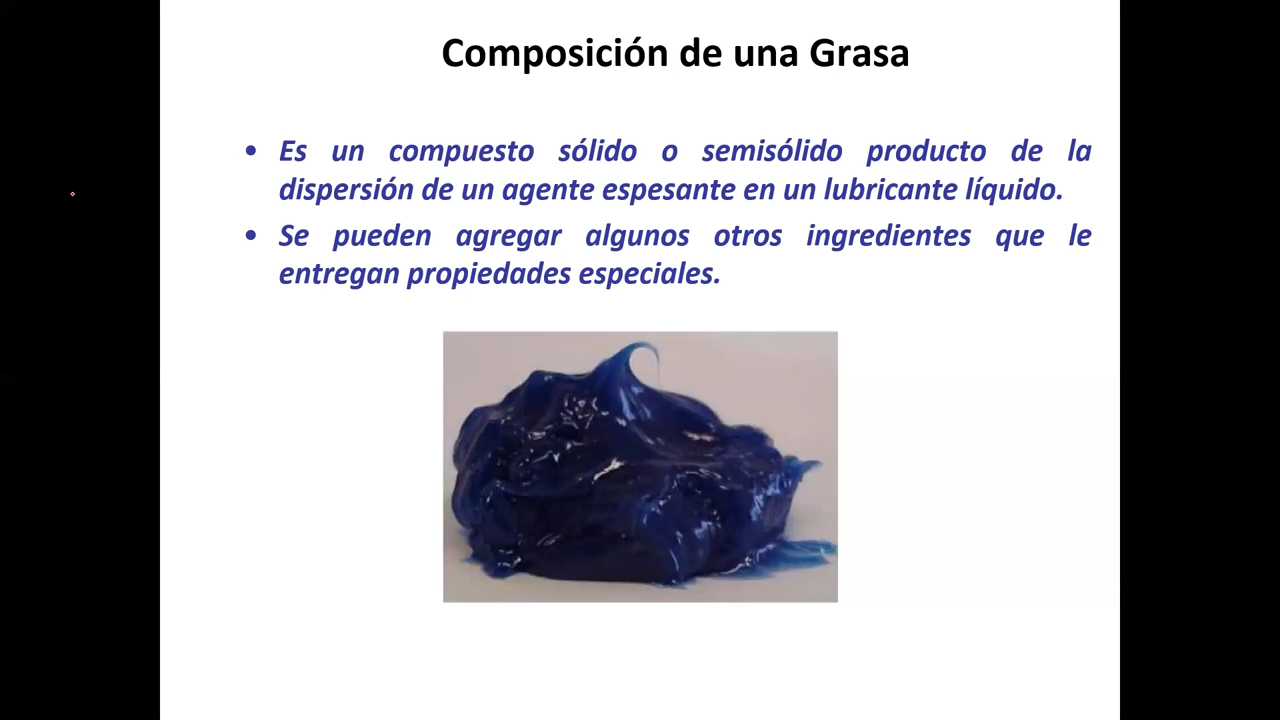 Composición de una Grasa
• Es un compuesto sólido o semisólido producto de la
dispersión de un agente espesante en un lubricante líquido.
• Se pueden agregar algunos otros ingredientes que le
entregan propiedades especiales.